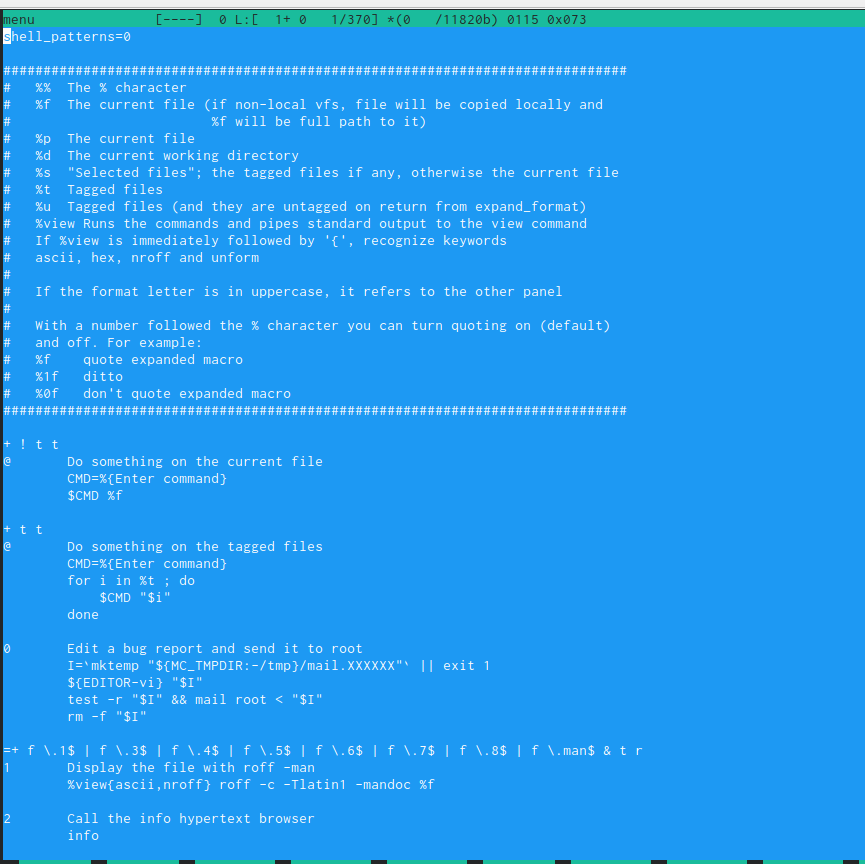 menu [----] 0 L:[ 1+ 0 1/370] *(0 /11820b) 0115 0x073
shell_patterns=0
##############################################################################
# %% The % character
# %f The current file (if non-local vfs, file will be copied locally and
# %f will be full path to it)
# %p The current file
# %d The current working directory
# %s "Selected files"; the tagged files if any, otherwise the current file
# %t Tagged files
# %u Tagged files (and they are untagged on return from expand_format)
# %view Runs the commands and pipes standard output to the view command
# If %view is immediately followed by '{', recognize keywords
# ascii, hex, nroff and unform
#
# If the format letter is in uppercase, it refers to the other panel
#
# With a number followed the % character you can turn quoting on (default)
# and off. For example:
# %f quote expanded macro
# %1f ditto
# %0f don't quote expanded macro
##############################################################################
+ ! t t
@ Do something on the current file
CMD=%{Enter command}
$CMD %f
+ t t
@ Do something on the tagged files
CMD=%{Enter command}
for i in %t ; do
$CMD "$i"
done
0 Edit a bug report and send it to root
I=`mktemp "${MC_TMPDIR:-/tmp}/mail.XXXXXX"` || exit 1
${EDITOR-vi} "$I"
test -r "$I" && mail root < "$I"
rm -f "$I"
=+ f \.1$ | f \.3$ | f \.4$ | f \.5$ | f \.6$ | f \.7$ | f \.8$ | f \.man$ & t r
1 Display the file with roff -man
%view{ascii,nroff} roff -c -Tlatin1 -mandoc %f
2 Call the info hypertext browser
info